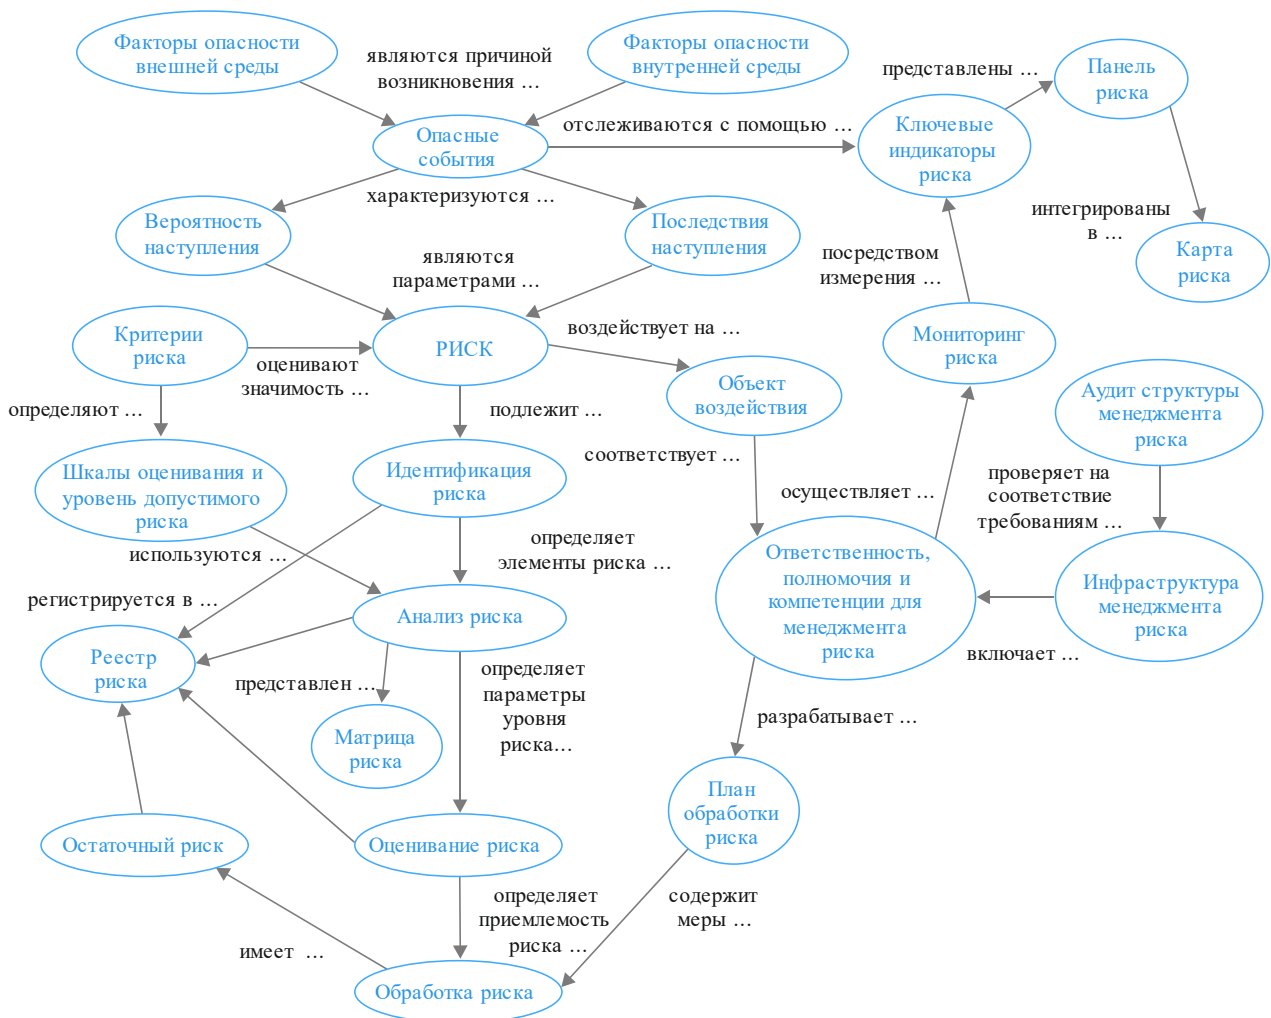 Факторы опасности
внешней среды
являются причиной
возникновения …
Факторы опасности
внутренней среды
представлены …
Панель
риска
Опасные
события
отслеживаются с помощью …
Ключевые
индикаторы
риска
характеризуются …
Вероятность
наступления
Последствия
наступления
интегрированы
в …
Карта
риска
являются
параметрами …
посредством
измерения …
Критерии
риска
оценивают
значимость …
РИСК
воздействует на …
Объект
воздействия
Мониторинг
риска
Аудит структуры
менеджмента
риска
определяют …
подлежит …
соответствует …
Шкалы оценивания и
уровень допустимого
риска
Идентификация
риска
осуществляет …
проверяет на
соответствие
требованиям …
используются …
определяет
элементы риска …
Ответственность,
полномочия и
компетенции для
менеджмента
риска
Инфраструктура
менеджмента
риска
регистрируется в …
Анализ риска
включает …
Реестр
риска
представлен …
определяет
параметры
уровня
риска…
Матрица
риска
разрабатывает …
План
обработки
риска
Остаточный риск
Оценивание риска
определяет
приемлемость
риска …
содержит
меры …
имеет …
Обработка риска